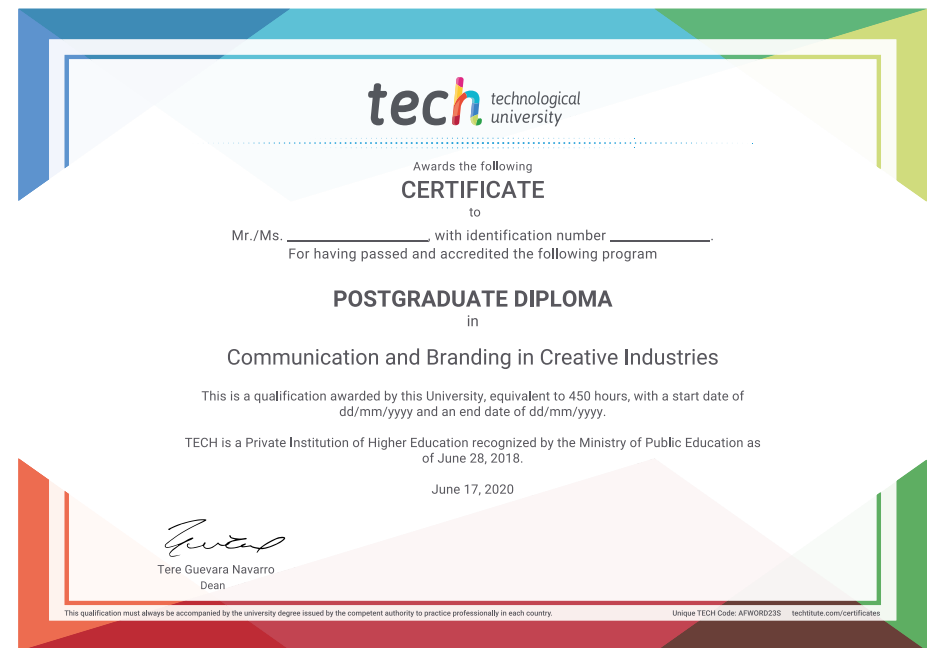 tech technological
university
Awards the following
CERTIFICATE
to
Mr./Ms. ____________, with identification number ____________.
For having passed and accredited the following program
POSTGRADUATE DIPLOMA
in
Communication and Branding in Creative Industries
This is a qualification awarded by this University, equivalent to 450 hours, with a start date of
dd/mm/yyyy and an end date of dd/mm/yyyy.
TECH is a Private Institution of Higher Education recognized by the Ministry of Public Education as
of June 28, 2018.
June 17, 2020
Tere Guevara Navarro
Dean
This qualification must always be accompanied by the university degree issued by the competent authority to practice professionally in each country. Unique TECH Code: AFWORD23S techtitute.com/certificates